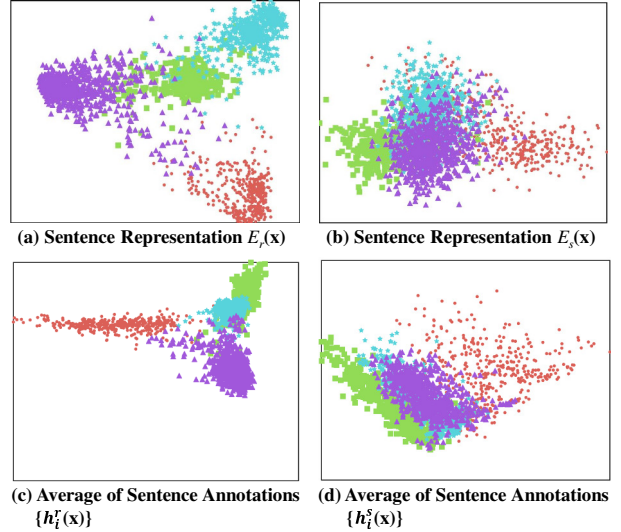 (a) Sentence Representation E_r(x)
(b) Sentence Representation E_s(x)
(c) Average of Sentence Annotations
{h_i^r(x)}
(d) Average of Sentence Annotations
{h_i^s(x)}